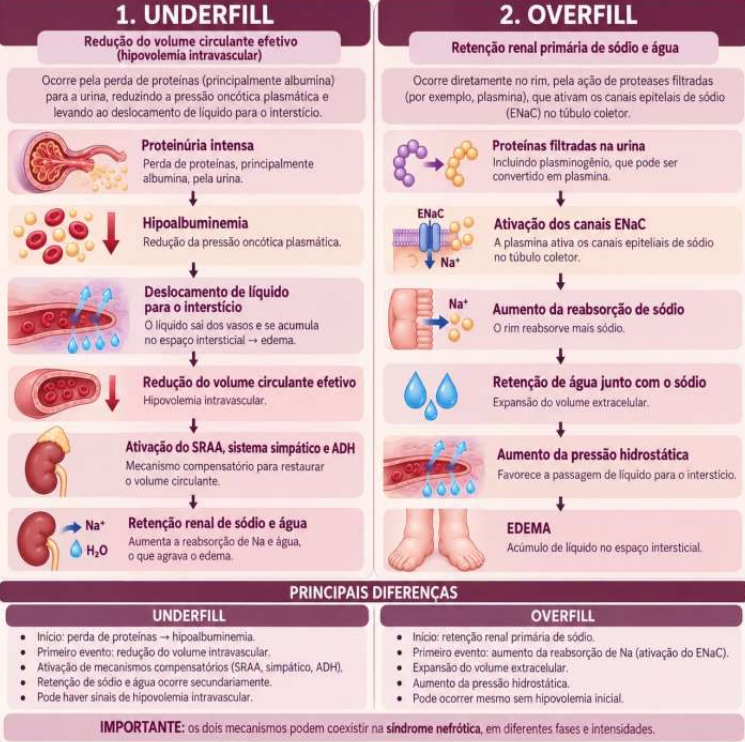 1. UNDERFILL
Redução do volume circulante efetivo
(hipovolemia intravascular)
Ocorre pela perda de proteínas (principalmente albumina)
para a urina, reduzindo a pressão oncótica plasmática e
levando ao deslocamento de líquido para o interstício.
Proteinúria intensa
Perda de proteínas, principalmente
albumina, pela urina.
Hipoalbuminemia
Redução da pressão oncótica plasmática.
Deslocamento de líquido
para o interstício
O líquido sai dos vasos e se acumula
no espaço intersticial → edema.
Redução do volume circulante efetivo
Hipovolemia intravascular.
Ativação do SRAA, sistema simpático e ADH
Mecanismo compensatório para restaurar
o volume circulante.
Na⁺
H₂O
Retenção renal de sódio e água
Aumenta a reabsorção de Na e água,
o que agrava o edema.
2. OVERFILL
Retenção renal primária de sódio e água
Ocorre diretamente no rim, pela ação de proteases filtradas
(por exemplo, plasmina), que ativam os canais epitelais de sódio
(ENaC) no túbulo coletor.
Proteínas filtradas na urina
Incluindo plasminogênio, que pode ser
convertido em plasmina.
ENaC
Na⁺
Ativação dos canais ENaC
A plasmina ativa os canais epiteliais de sódio
no túbulo coletor.
Na⁺
Aumento da reabsorção de sódio
O rim reabsorve mais sódio.
Retenção de água junto com o sódio
Expansão do volume extracelular.
Aumento da pressão hidrostática
Favorece a passagem de líquido para o interstício.
EDEMA
Acúmulo de líquido no espaço intersticial.
PRINCIPAIS DIFERENÇAS
UNDERFILL
• Início: perda de proteínas → hipoalbuminemia.
• Primeiro evento: redução do volume intravascular.
• Ativação de mecanismos compensatórios (SRAA, simpático, ADH),
• Retenção de sódio e água ocorre secundariamente.
• Pode haver sinais de hipovolemia intravascular.
OVERFILL
• Início: retenção renal primária de sódio.
• Primeiro evento: aumento da reabsorção de Na (ativação do ENaC).
• Expansão do volume extracelular.
• Aumento da pressão hidrostática.
• Pode ocorrer mesmo sem hipovolemia inicial.
IMPORTANTE: os dois mecanismos podem coexistir na síndrome nefrótica, em diferentes fases e intensidades.